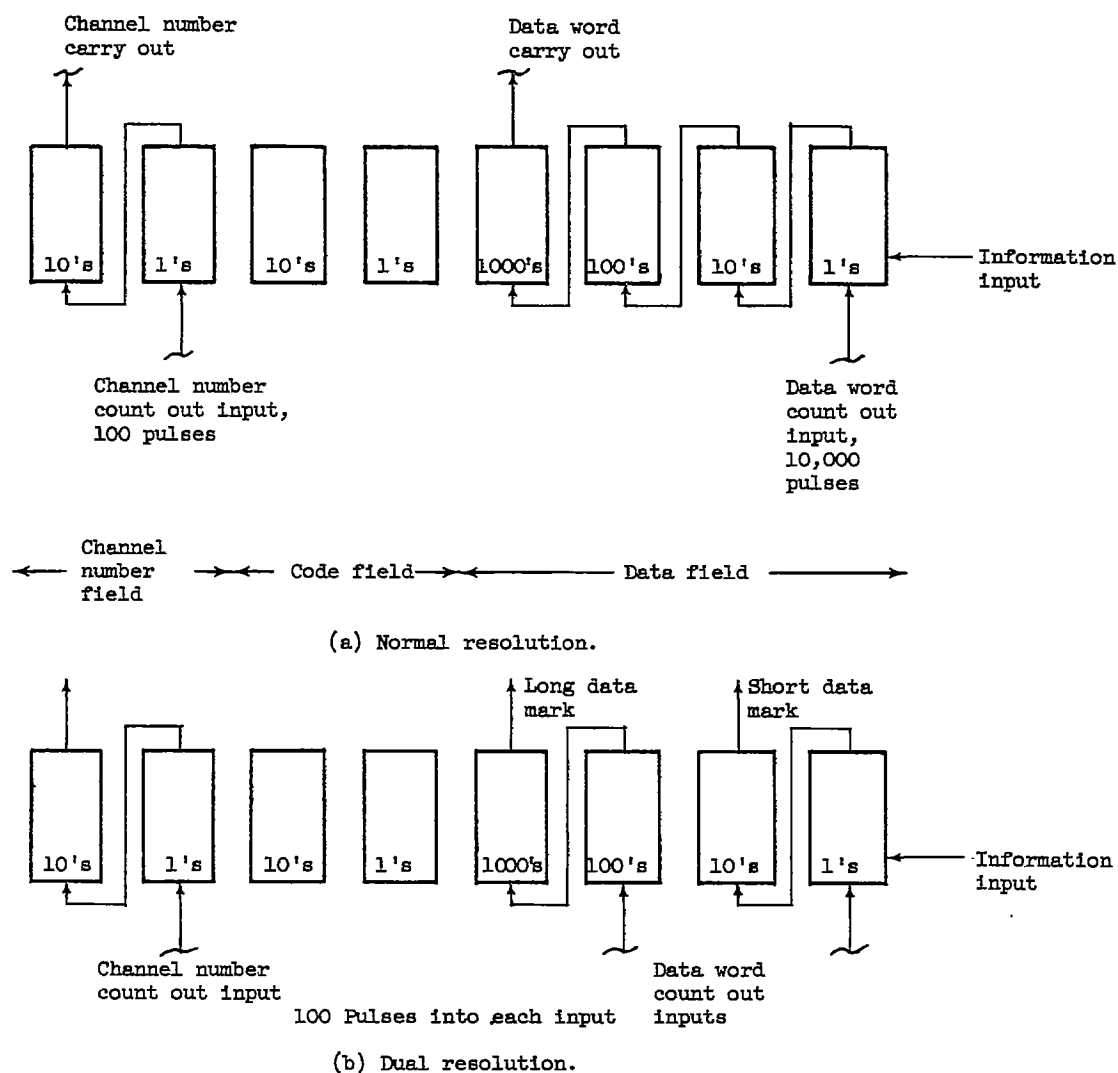 Channel number
carry out
Data word
carry out
10's
1's
10's
1's
1000's
100's
10's
1's
Information
input
Channel number
count out input,
100 pulses
Data word
count out
input,
10,000
pulses
Channel
number
field
Code field
Data field
(a) Normal resolution.
Long data
mark
Short data
mark
10's
1's
10's
1's
1000's
100's
10's
1's
Information
input
Channel number
count out input
Data word
count out
inputs
100 Pulses into each input
(b) Dual resolution.